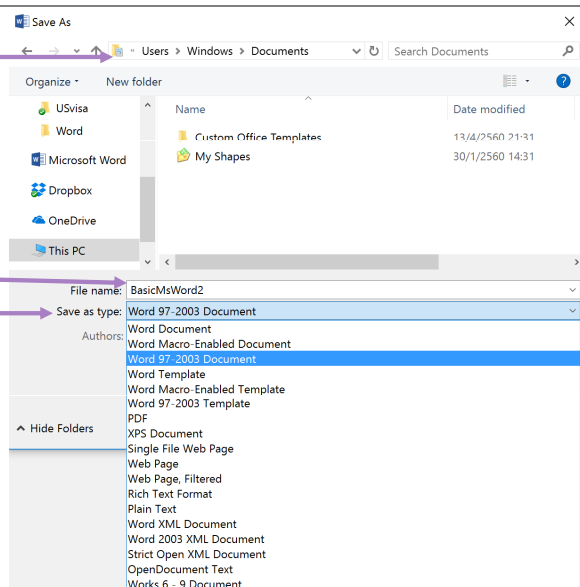 Save As
« Users > Windows > Documents Search Documents
Organize New folder
USvisa
Word
Microsoft Word
Dropbox
OneDrive
This PC
Name Date modified
Custom Office Templates 13/4/2560 21:31
My Shapes 30/1/2560 14:31
File name: BasicMsWord2
Save as type: Word 97-2003 Document
Authors:
Word Document
Word Macro-Enabled Document
Word 97-2003 Document
Word Template
Word Macro-Enabled Template
Word 97-2003 Template
PDF
XPS Document
Single File Web Page
Web Page
Web Page, Filtered
Rich Text Format
Plain Text
Word XML Document
Word 2003 XML Document
Strict Open XML Document
OpenDocument Text
Works 6 - 9 Document
Hide Folders